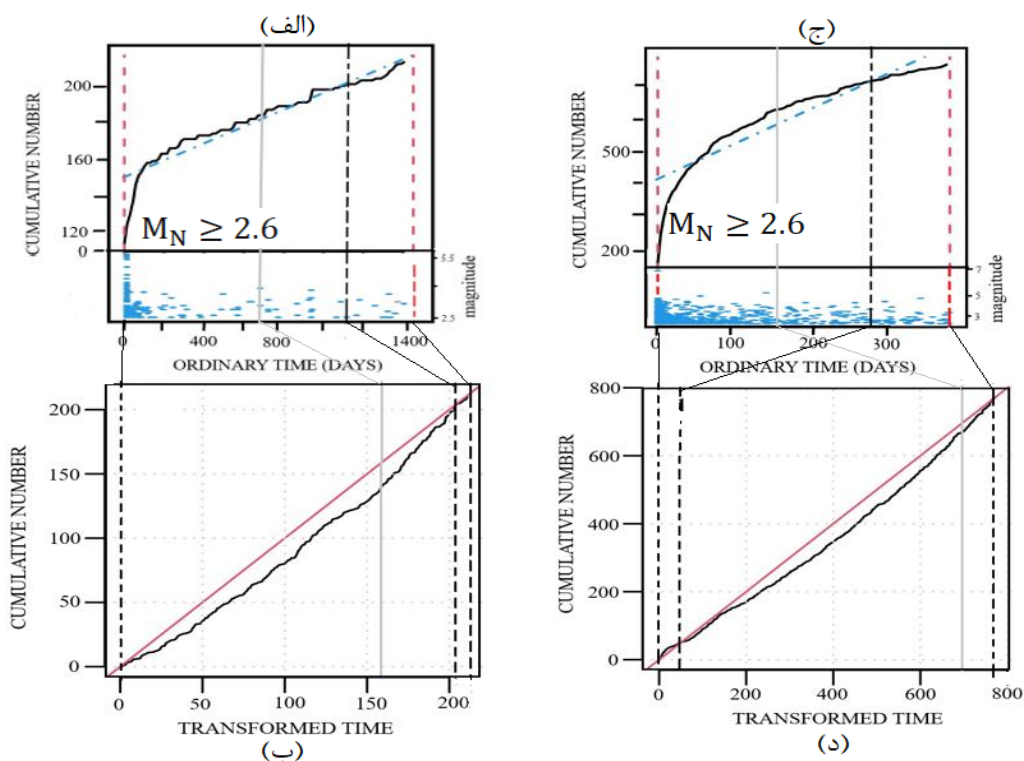 (الف)
CUMULATIVE NUMBER
200
160
120
0
M_N ≥ 2.6
5.5
2.5
magnitude
0 200 400 600 1400
ORDINARY TIME (DAYS)
(ج)
CUMULATIVE NUMBER
500
200
M_N ≥ 2.6
7
5
3
magnitude
0 100 200 300
ORDINARY TIME (DAYS)
CUMULATIVE NUMBER
200
150
100
50
0
0 50 100 150 200
TRANSFORMED TIME
(ب)
CUMULATIVE NUMBER
800
600
400
200
0
0 200 400 600 800
TRANSFORMED TIME
(د)